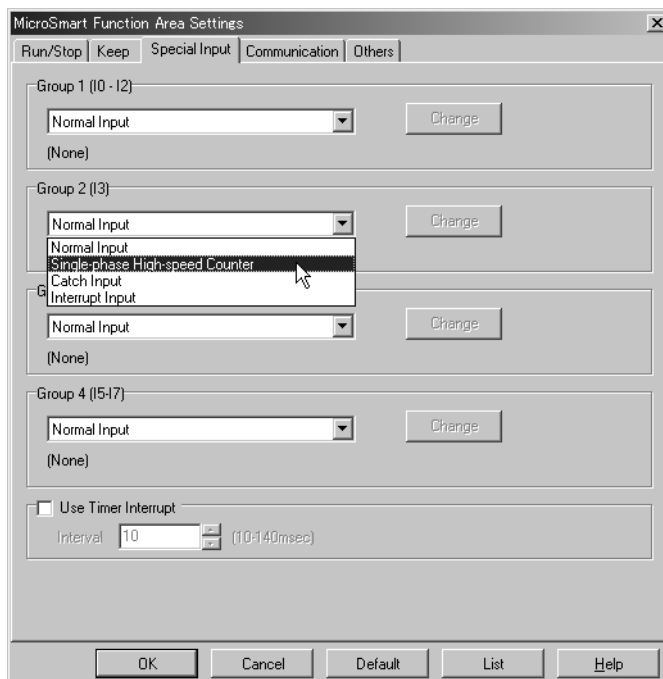 MicroSmart Function Area Settings
Run/Stop Keep Special Input Communication Others
Group 1 (I0 - I2)
Normal Input Change
(None)
Group 2 (I3)
Normal Input Change
Normal Input
Single-phase High-speed Counter
Catch Input
Interrupt Input
G
Normal Input Change
(None)
Group 4 (I5-I7)
Normal Input Change
(None)
Use Timer Interrupt
Interval 10 (10-140msec)
OK Cancel Default List Help